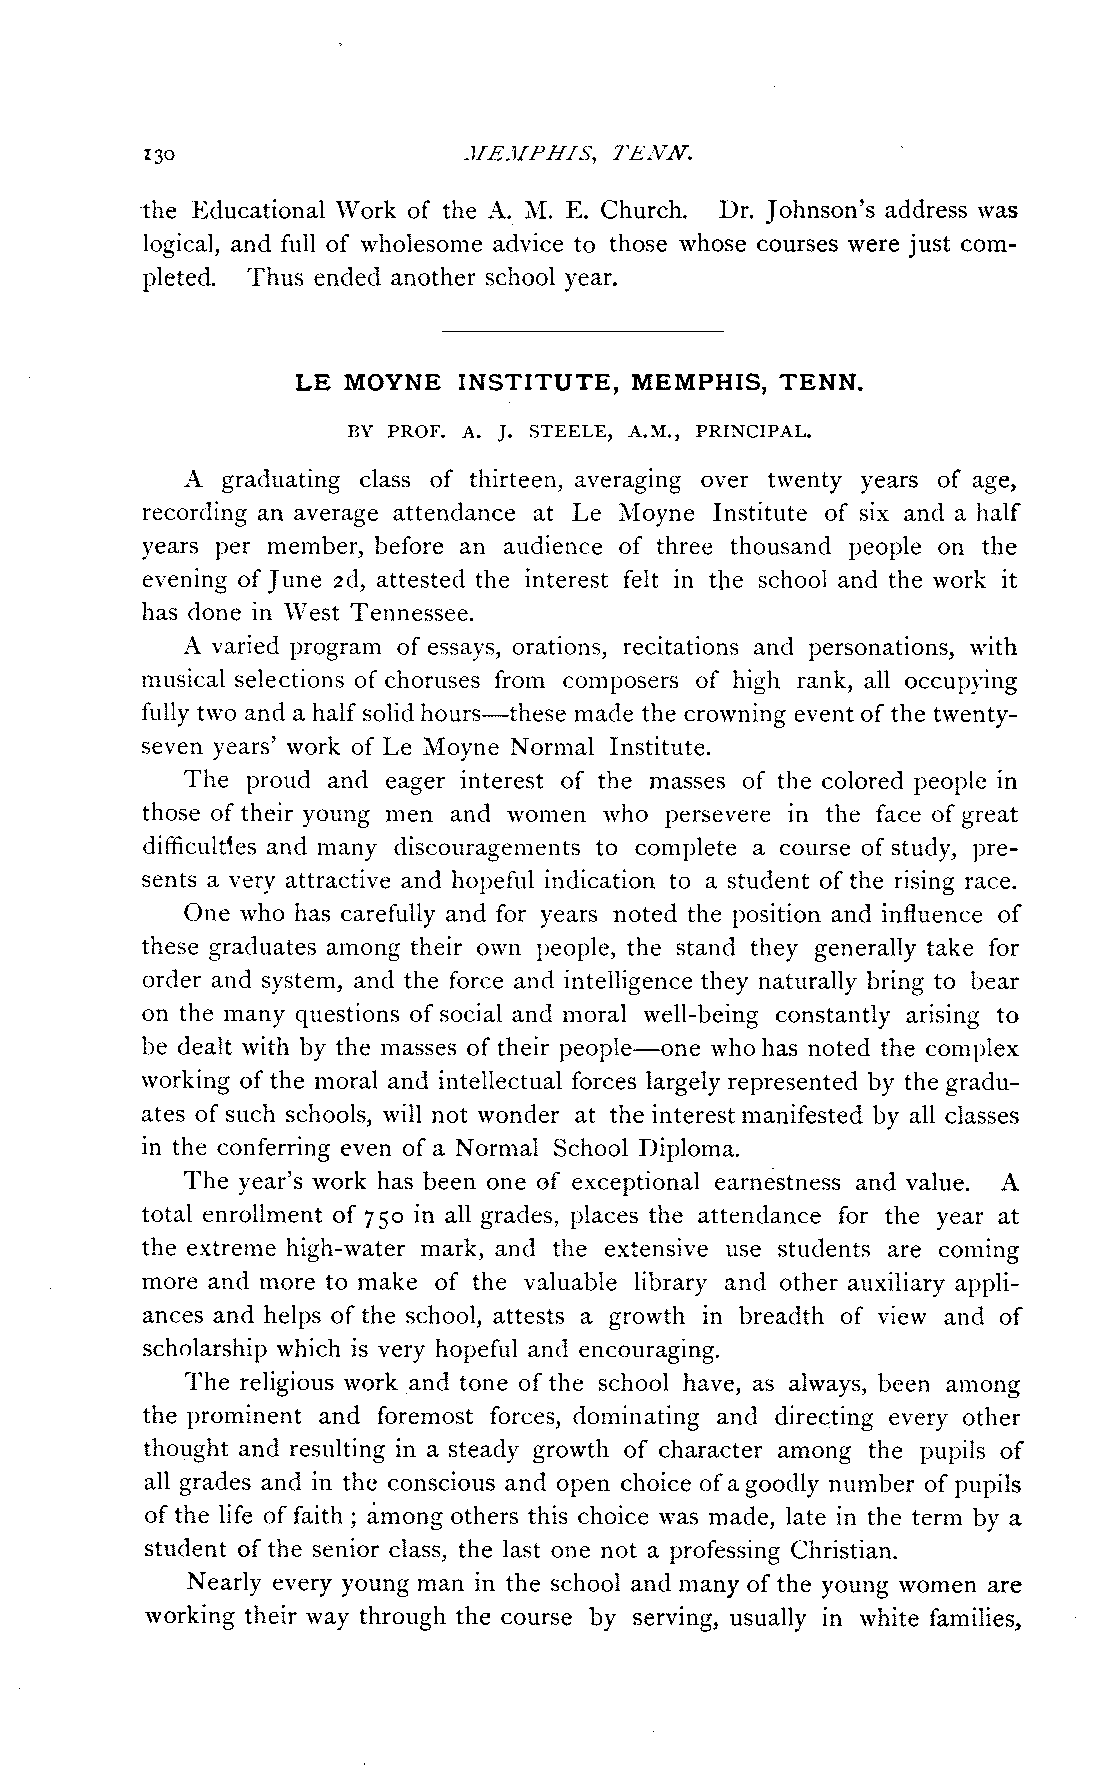 130 MEMPHIS, TENN.
the Educational Work of the A. M. E. Church. Dr. Johnson's address was
logical, and full of wholesome advice to those whose courses were just com-
pleted. Thus ended another school year.
LE MOYNE INSTITUTE, MEMPHIS, TENN.
BY PROF. A. J. STEELE, A.M., PRINCIPAL.
A graduating class of thirteen, averaging over twenty years of age,
recording an average attendance at Le Moyne Institute of six and a half
years per member, before an audience of three thousand people on the
evening of June 2d, attested the interest felt in the school and the work it
has done in West Tennessee.
A varied program of essays, orations, recitations and personations, with
musical selections of choruses from composers of high rank, all occupying
fully two and a half solid hours—these made the crowning event of the twenty-
seven years' work of Le Moyne Normal Institute.
The proud and eager interest of the masses of the colored people in
those of their young men and women who persevere in the face of great
difficulties and many discouragements to complete a course of study, pre-
sents a very attractive and hopeful indication to a student of the rising race.
One who has carefully and for years noted the position and influence of
these graduates among their own people, the stand they generally take for
order and system, and the force and intelligence they naturally bring to bear
on the many questions of social and moral well-being constantly arising to
be dealt with by the masses of their people—one who has noted the complex
working of the moral and intellectual forces largely represented by the gradu-
ates of such schools, will not wonder at the interest manifested by all classes
in the conferring even of a Normal School Diploma.
The year's work has been one of exceptional earnestness and value. A
total enrollment of 750 in all grades, places the attendance for the year at
the extreme high-water mark, and the extensive use students are coming
more and more to make of the valuable library and other auxiliary appli-
ances and helps of the school, attests a growth in breadth of view and of
scholarship which is very hopeful and encouraging.
The religious work and tone of the school have, as always, been among
the prominent and foremost forces, dominating and directing every other
thought and resulting in a steady growth of character among the pupils of
all grades and in the conscious and open choice of a goodly number of pupils
of the life of faith ; among others this choice was made, late in the term by a
student of the senior class, the last one not a professing Christian.
Nearly every young man in the school and many of the young women are
working their way through the course by serving, usually in white families,